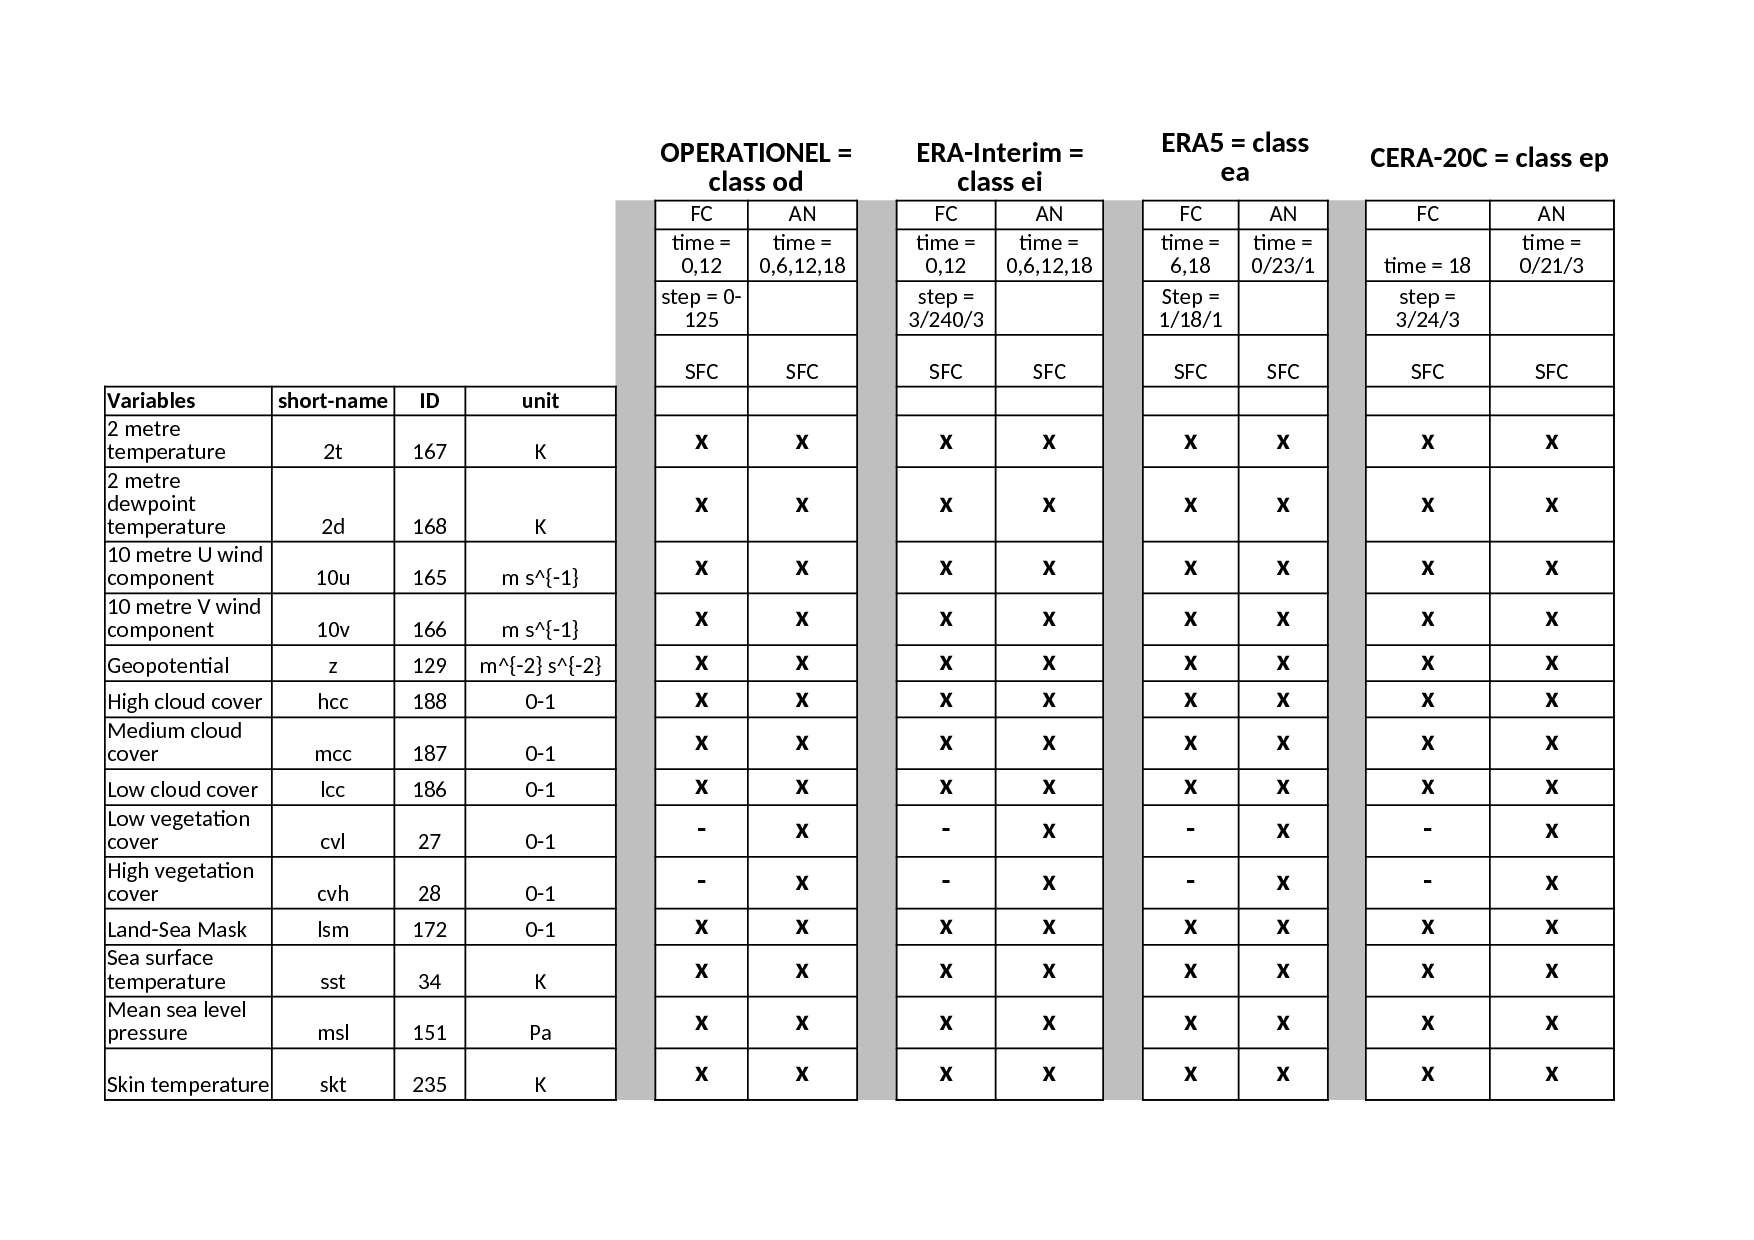 OPERATIONEL =
class od
ERA-Interim =
class ei
ERA5 = class
ea
CERA-20C = class ep
FC AN FC AN FC AN FC AN
time =
0,12
time =
0,6,12,18
time =
0,12
time =
0,6,12,18
time =
6,18
time =
0/23/1
time = 18
time =
0/21/3
step = 0-
125
step =
3/240/3
Step =
1/18/1
step =
3/24/3
SFC SFC SFC SFC SFC SFC SFC SFC
Variables short-name ID unit
2 metre
temperature 2t 167 K x x x x x x x x
2 metre
dewpoint
temperature 2d 168 K x x x x x x x x
10 metre U wind
component 10u 165 m s^{-1} x x x x x x x x
10 metre V wind
component 10v 166 m s^{-1} x x x x x x x x
Geopotential z 129 m^{-2} s^{-2} x x x x x x x x
High cloud cover hcc 188 0-1 x x x x x x x x
Medium cloud
cover mcc 187 0-1 x x x x x x x x
Low cloud cover lcc 186 0-1 x x x x x x x x
Low vegetation
cover cvl 27 0-1 - x - x - x - x
High vegetation
cover cvh 28 0-1 - x - x - x - x
Land-Sea Mask lsm 172 0-1 x x x x x x x x
Sea surface
temperature sst 34 K x x x x x x x x
Mean sea level
pressure msl 151 Pa x x x x x x x x
Skin temperature skt 235 K x x x x x x x x